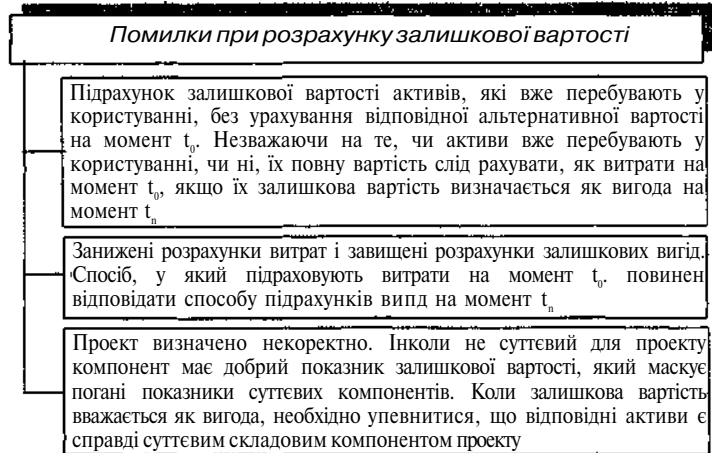 Помилки при розрахунку залишкової вартості
Підрахунок залишкової вартості активів, які вже перебувають у
користуванні, без урахування відповідної альтернативної вартості
на момент t₀. Незважаючи на те, чи активи вже перебувають у
користуванні, чи ні, їх повну вартість слід рахувати, як витрати на
момент t₀, якщо їх залишкова вартість визначається як вигода на
момент tₙ
Занижені розрахунки витрат і завищені розрахунки залишкових вигід.
Спосіб, у який підраховують витрати на момент t₀. повинен
відповідати способу підрахунків випд на момент tₙ
Проект визначено некоректно. Інколи не суттєвий для проекту
компонент має добрий показник залишкової вартості, який маскує
погані показники суттєвих компонентів. Коли залишкова вартість
вважається як вигода, необхідно упевнитися, що відповідні активи є
справді суттєвим складовим компонентом проекту